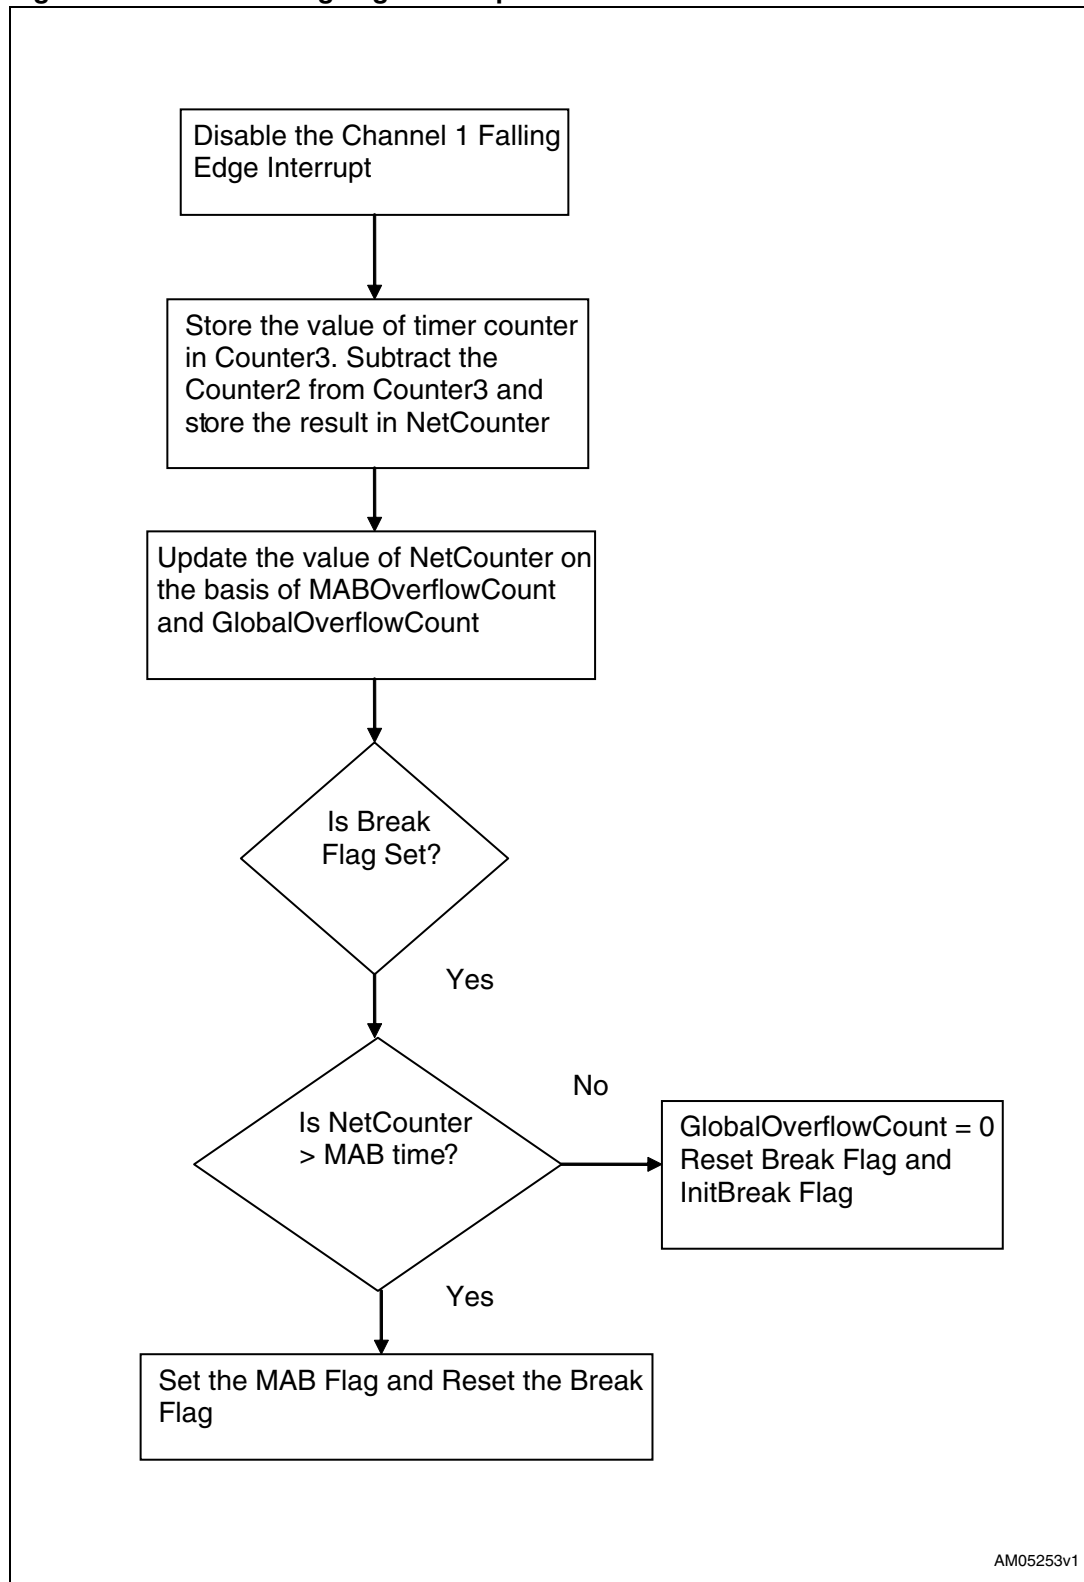 Disable the Channel 1 Falling
Edge Interrupt
Store the value of timer counter
in Counter3. Subtract the
Counter2 from Counter3 and
store the result in NetCounter
Update the value of NetCounter on
the basis of MABOverflowCount
and GlobalOverflowCount
Is Break
Flag Set?
Yes
Is NetCounter
> MAB time?
No
GlobalOverflowCount = 0
Reset Break Flag and
InitBreak Flag
Yes
Set the MAB Flag and Reset the Break
Flag
AM05253v1